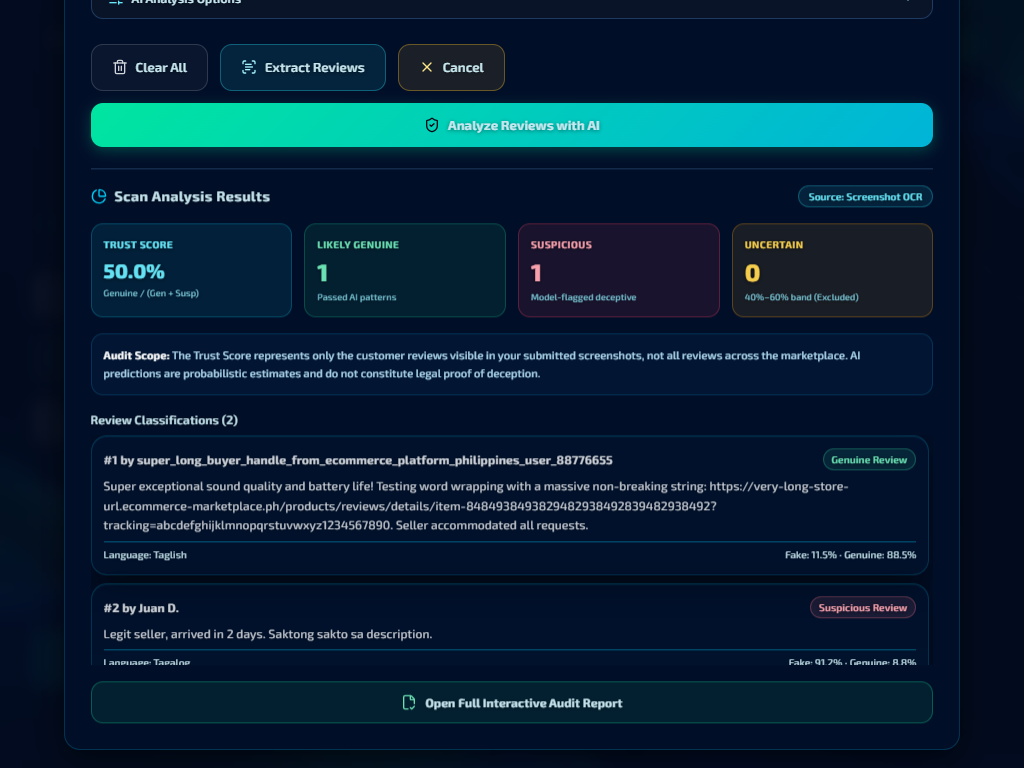 AI Analysis Options
Clear All
Extract Reviews
Cancel
Analyze Reviews with AI
Scan Analysis Results
Source: Screenshot OCR
TRUST SCORE
50.0%
Genuine / (Gen + Susp)
LIKELY GENUINE
1
Passed AI patterns
SUSPICIOUS
1
Model-flagged deceptive
UNCERTAIN
0
40%–60% band (Excluded)
Audit Scope: The Trust Score represents only the customer reviews visible in your submitted screenshots, not all reviews across the marketplace. AI
predictions are probabilistic estimates and do not constitute legal proof of deception.
Review Classifications (2)
#1 by super_long_buyer_handle_from_ecommerce_platform_philippines_user_88776655
Genuine Review
Super exceptional sound quality and battery life! Testing word wrapping with a massive non-breaking string: https://very-long-store-
url.ecommerce-marketplace.ph/products/reviews/details/item-848493849382948293849283948293849​2?
tracking=abcdefghijklmnopqrstuvwxyz1234567890. Seller accommodated all requests.
Language: Taglish
Fake: 11.5% · Genuine: 88.5%
#2 by Juan D.
Suspicious Review
Legit seller, arrived in 2 days. Saktong sakto sa description.
Language: Tagalog
Fake: 91.2% · Genuine: 8.8%
Open Full Interactive Audit Report